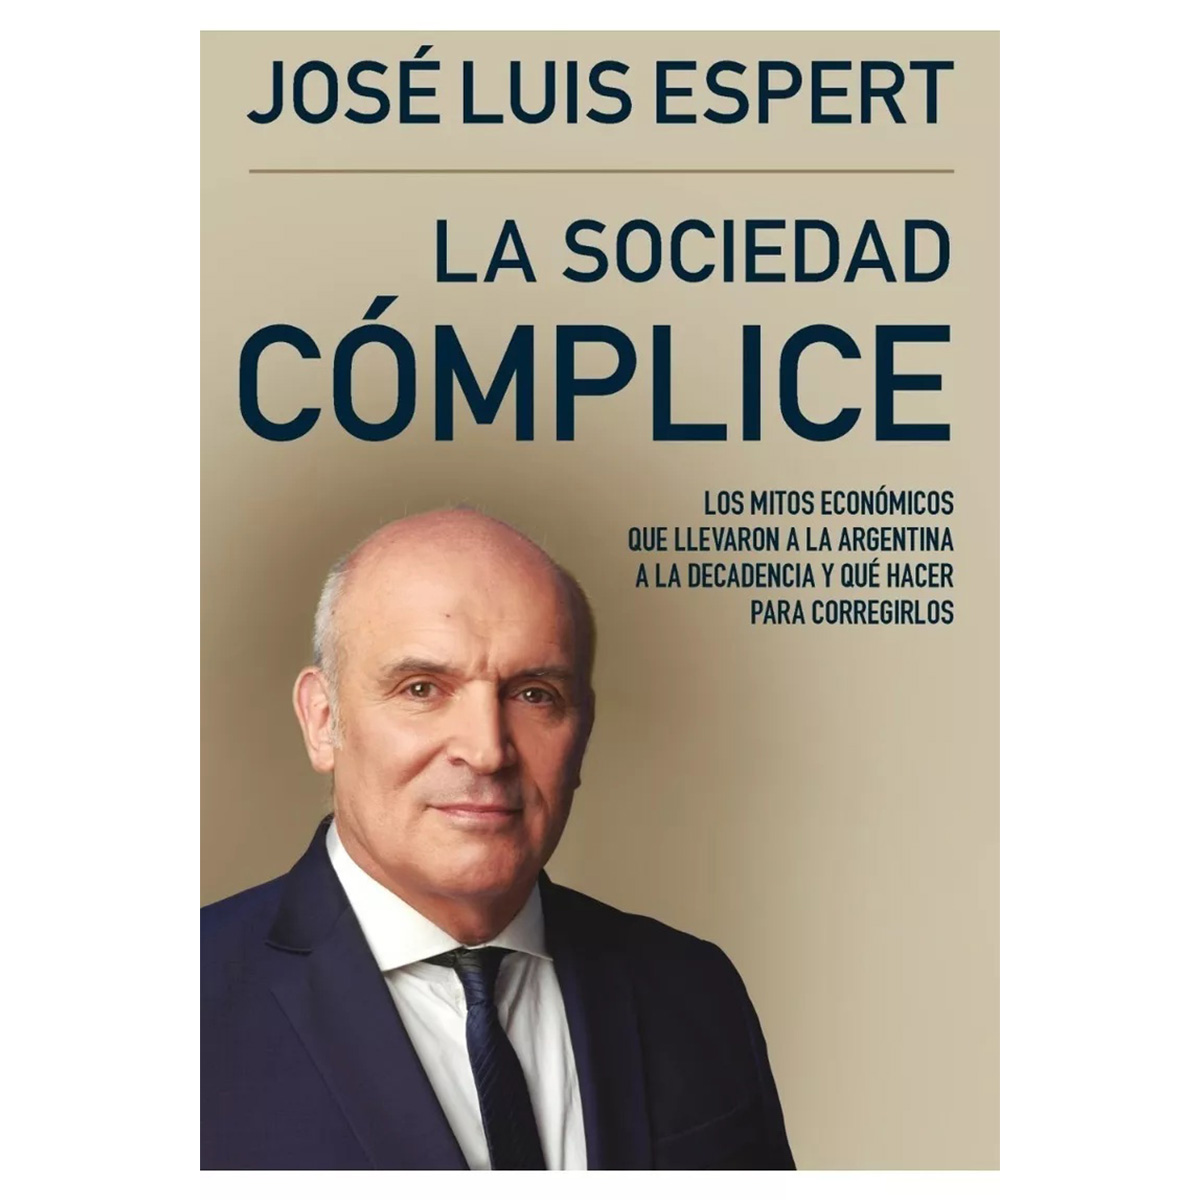 JOSÉ LUIS ESPERT
LA SOCIEDAD
CÓMPLICE
LOS MITOS ECONÓMICOS
QUE LLEVARON A LA ARGENTINA
A LA DECADENCIA Y QUÉ HACER
PARA CORREGIRLOS